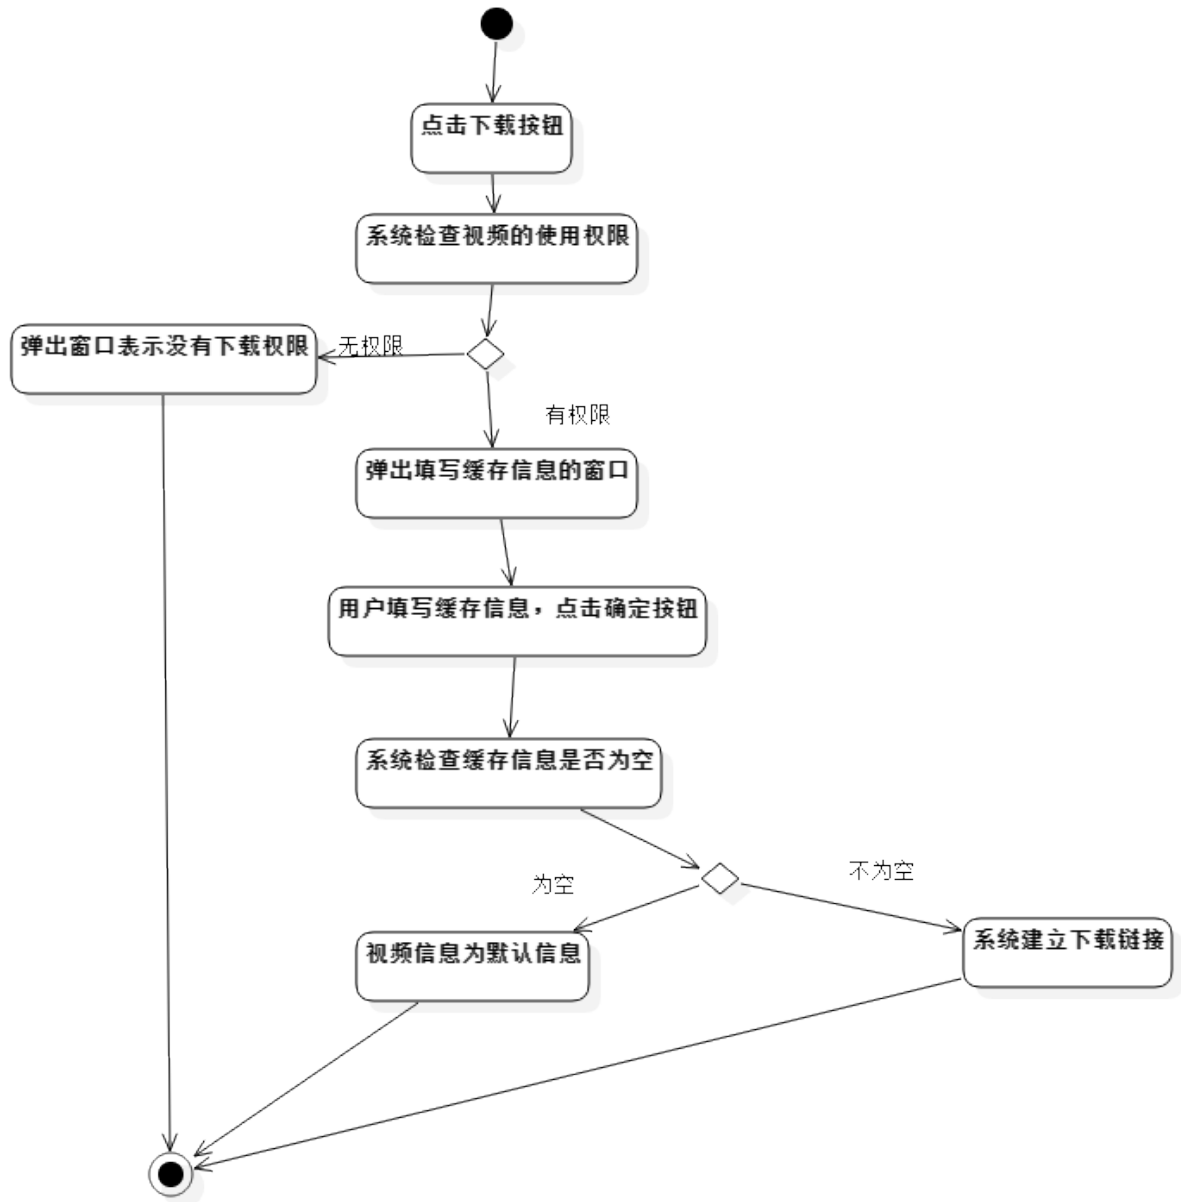 点击下载按钮
系统检查视频的使用权限
弹出窗口表示没有下载权限
无权限
有权限
弹出填写缓存信息的窗口
用户填写缓存信息，点击确定按钮
系统检查缓存信息是否为空
为空
不为空
视频信息为默认信息
系统建立下载链接